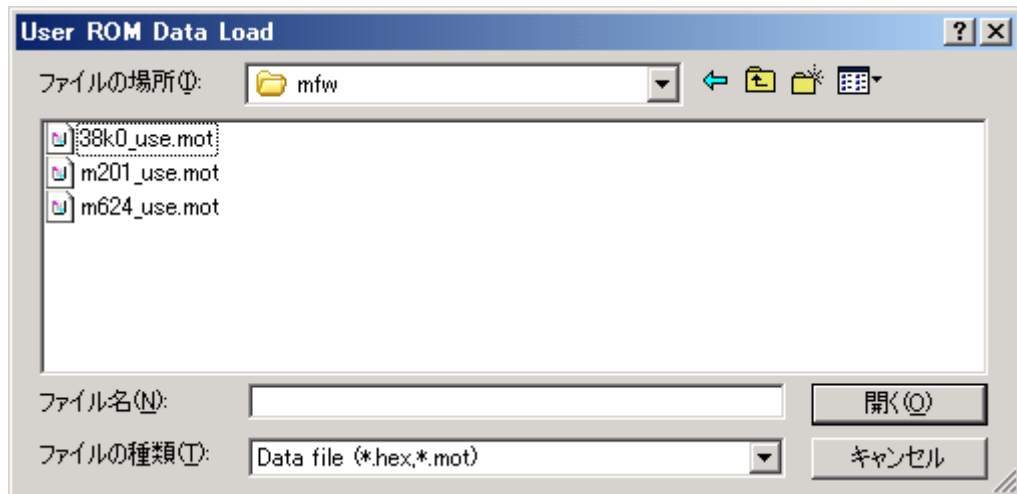 User ROM Data Load
ファイルの場所(I):
mfw
38k0_use.mot
m201_use.mot
m624_use.mot
ファイル名(N):
開く(O)
ファイルの種類(T):
Data file (*.hex,*.mot)
キャンセル